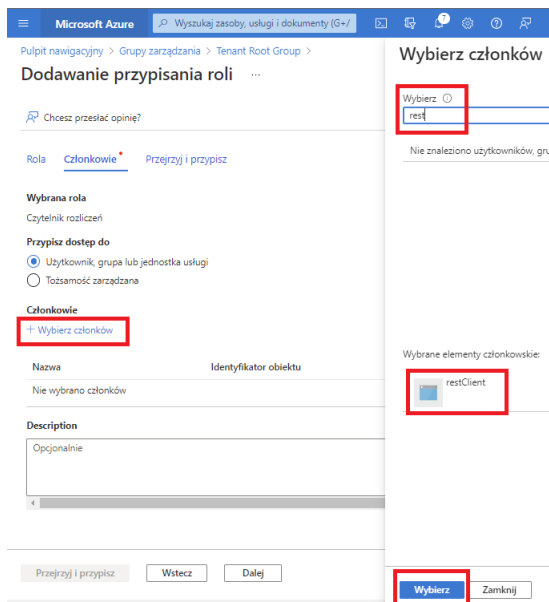 Microsoft Azure
Wyszukaj zasoby, usługi i dokumenty (G+/
7
Pulpit nawigacyjny > Grupy zarządzania > Tenant Root Group >
Dodawanie przypisania roli ...
Chcesz przesłać opinię?
Rola Członkowie Przejrzyj i przypisz
Wybrana rola
Czytelnik rozliczeń
Przypisz dostęp do
Użytkownik, grupa lub jednostka usługi
Tożsamość zarządzana
Członkowie
+ Wybierz członków
Nazwa Identyfikator obiektu
Nie wybrano członków
Description
Opcjonalnie
Przejrzyj i przypisz Wstecz Dalej
Wybierz członków
Wybierz
rest
Nie znaleziono użytkowników, gru
Wybrane elementy członkowskie:
restClient
Wybierz Zamknij